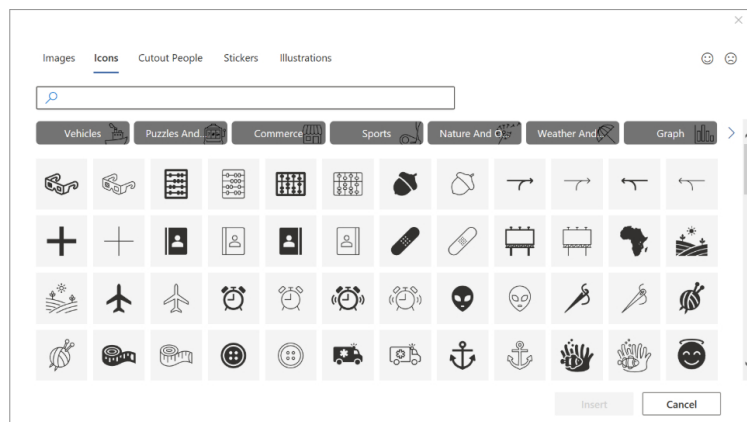 Images Icons Cutout People Stickers Illustrations
Vehicles Puzzles And... Commerce Sports Nature And O... Weather And... Graph
Insert Cancel